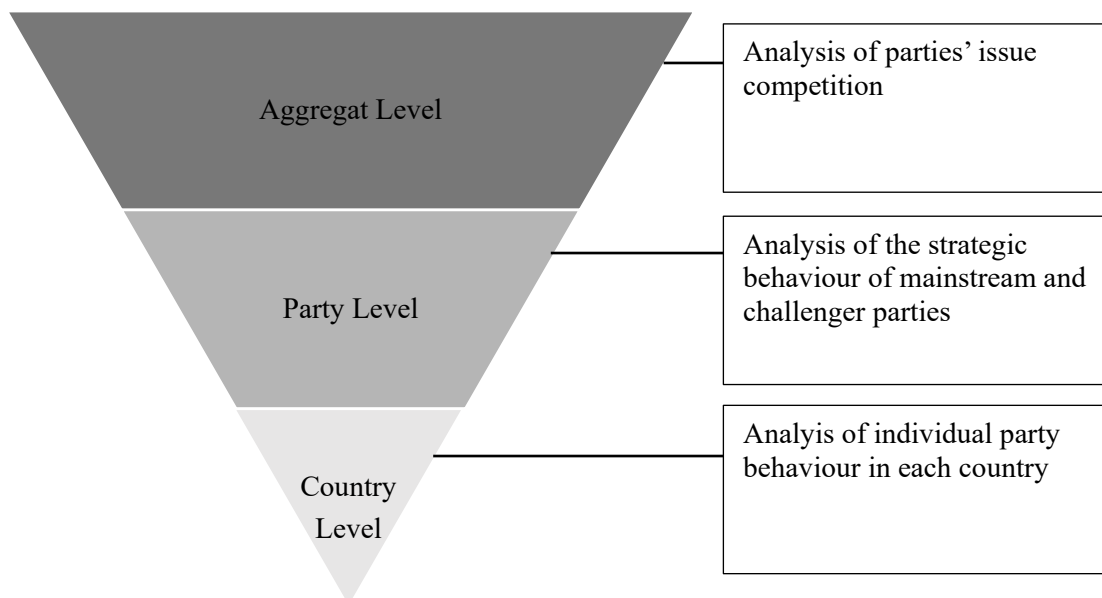 Aggregat Level
Analysis of parties’ issue
competition
Party Level
Analysis of the strategic
behaviour of mainstream and
challenger parties
Country
Level
Analyis of individual party
behaviour in each country